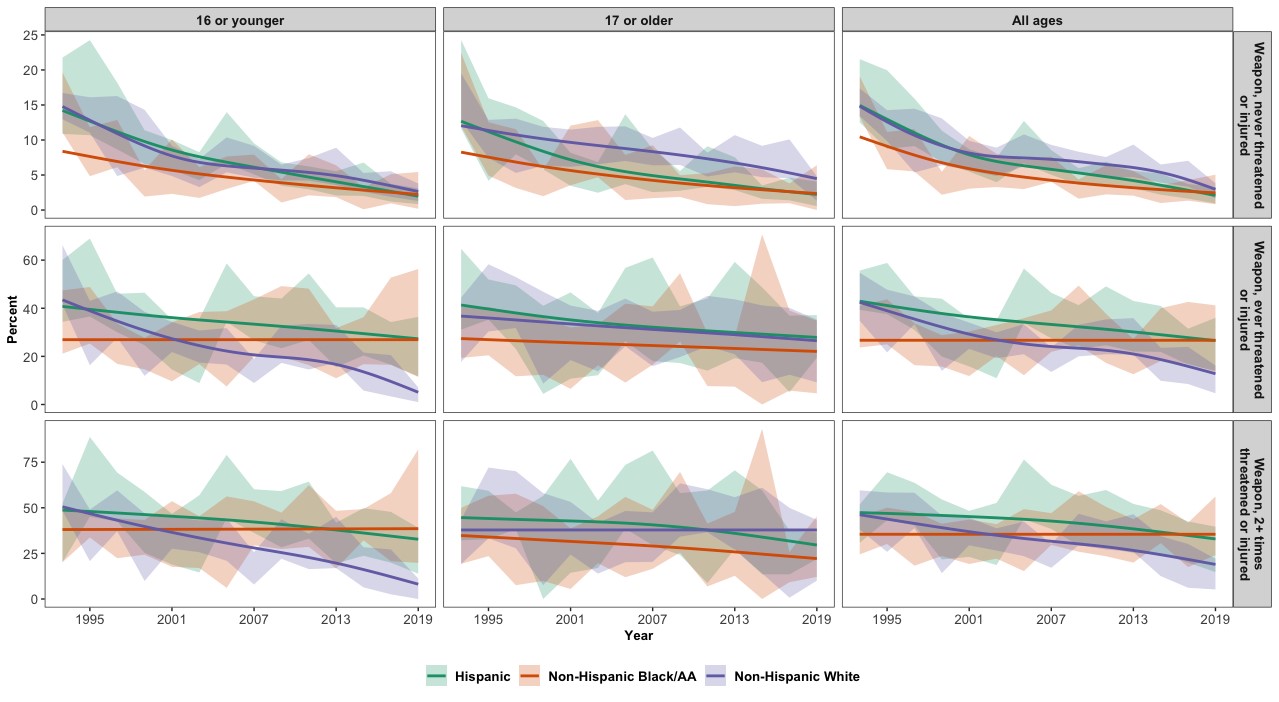 16 or younger
17 or older
All ages
25
20
15
10
5
0
Weapon, never threatened
or injured
60
40
20
0
Weapon, ever threatened
or injured
75
50
25
0
Weapon, 2+ times
threatened or injured
Percent
1995 2001 2007 2013 2019
1995 2001 2007 2013 2019
1995 2001 2007 2013 2019
Year
Hispanic Non-Hispanic Black/AA Non-Hispanic White